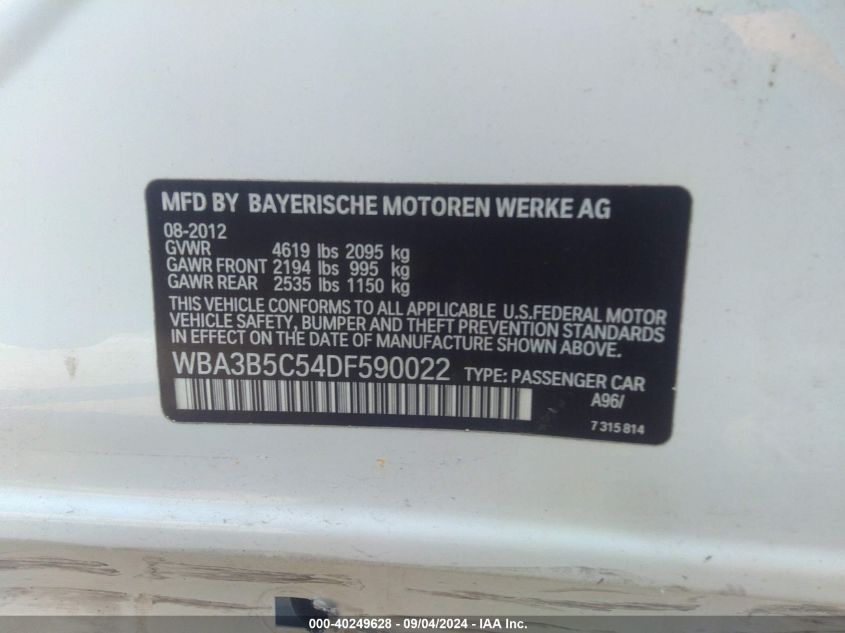 MFD BY BAYERISCHE MOTOREN WERKE AG
08-2012
GVWR 4619 lbs 2095 kg
GAWR FRONT 2194 lbs 995 kg
GAWR REAR 2535 lbs 1150 kg
THIS VEHICLE CONFORMS TO ALL APPLICABLE U.S.FEDERAL MOTOR
VEHICLE SAFETY, BUMPER AND THEFT PREVENTION STANDARDS
IN EFFECT ON THE DATE OF MANUFACTURE SHOWN ABOVE.
WBA3B5C54DF590022 TYPE: PASSENGER CAR
A96/
7 315 814
000-40249628 - 09/04/2024 - IAA Inc.